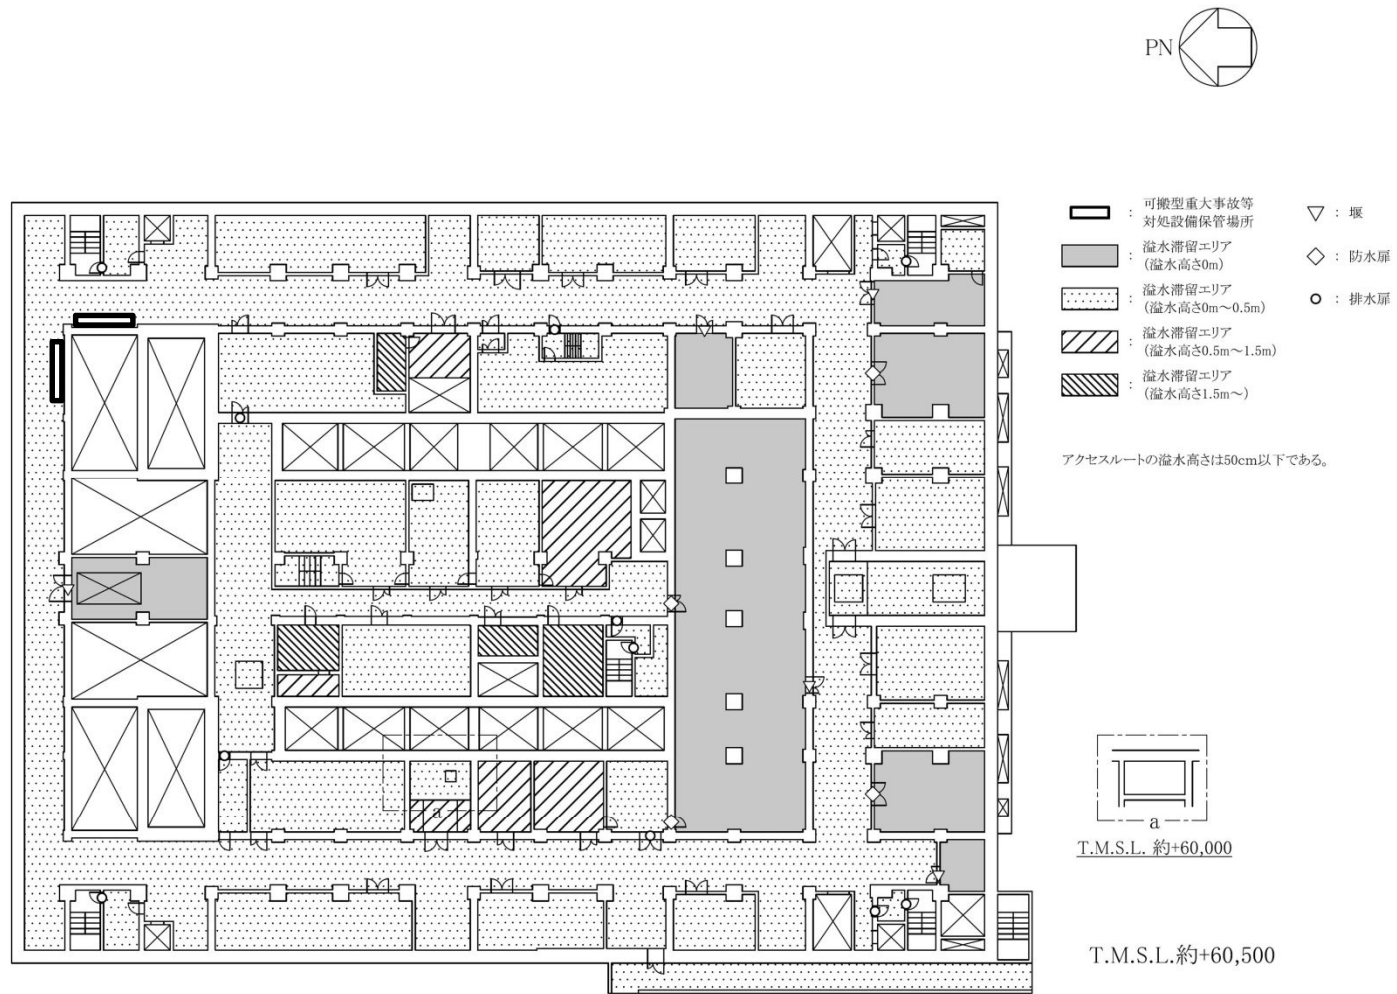 PN
: 可搬型重大事故等
対処設備保管場所
: 溢水滞留エリア
(溢水高さ0m)
: 溢水滞留エリア
(溢水高さ0m～0.5m)
: 溢水滞留エリア
(溢水高さ0.5m～1.5m)
: 溢水滞留エリア
(溢水高さ1.5m～)
: 堰
: 防水扉
: 排水扉
アクセスルートの溢水高さは50cm以下である。
a
a
T.M.S.L. 約+60,000
T.M.S.L.約+60,500